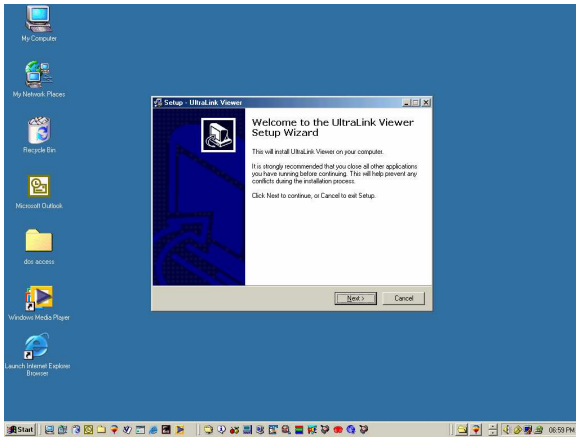 My Computer
My Network Places
Recycle Bin
Microsoft Outlook
dos access
Windows Media Player
Launch Internet Explorer
Browser
Setup - UltraLink Viewer
Welcome to the UltraLink Viewer
Setup Wizard
This will install UltraLink Viewer on your computer.
It is strongly recommended that you close all other applications
you have running before continuing. This will help prevent any
conflicts during the installation process.
Click Next to continue, or Cancel to exit Setup.
Next >
Cancel
Start
06:59 PM